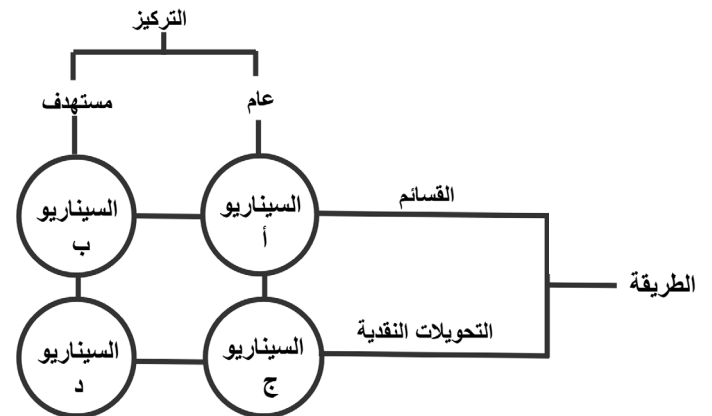 التركيز
عام
مستهدف
السيناريو
أ
السيناريو
ب
القسائم
الطريقة
التحويلات النقدية
السيناريو
ج
السيناريو
د